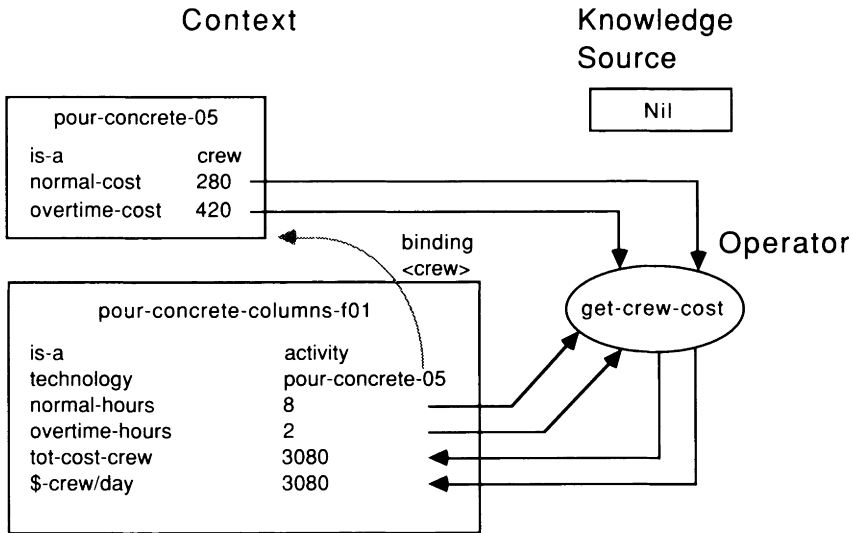 Context
Knowledge
Source
Nil
pour-concrete-05
is-a crew
normal-cost 280
overtime-cost 420
binding
<crew>
Operator
get-crew-cost
pour-concrete-columns-f01
is-a activity
technology pour-concrete-05
normal-hours 8
overtime-hours 2
tot-cost-crew 3080
$-crew/day 3080